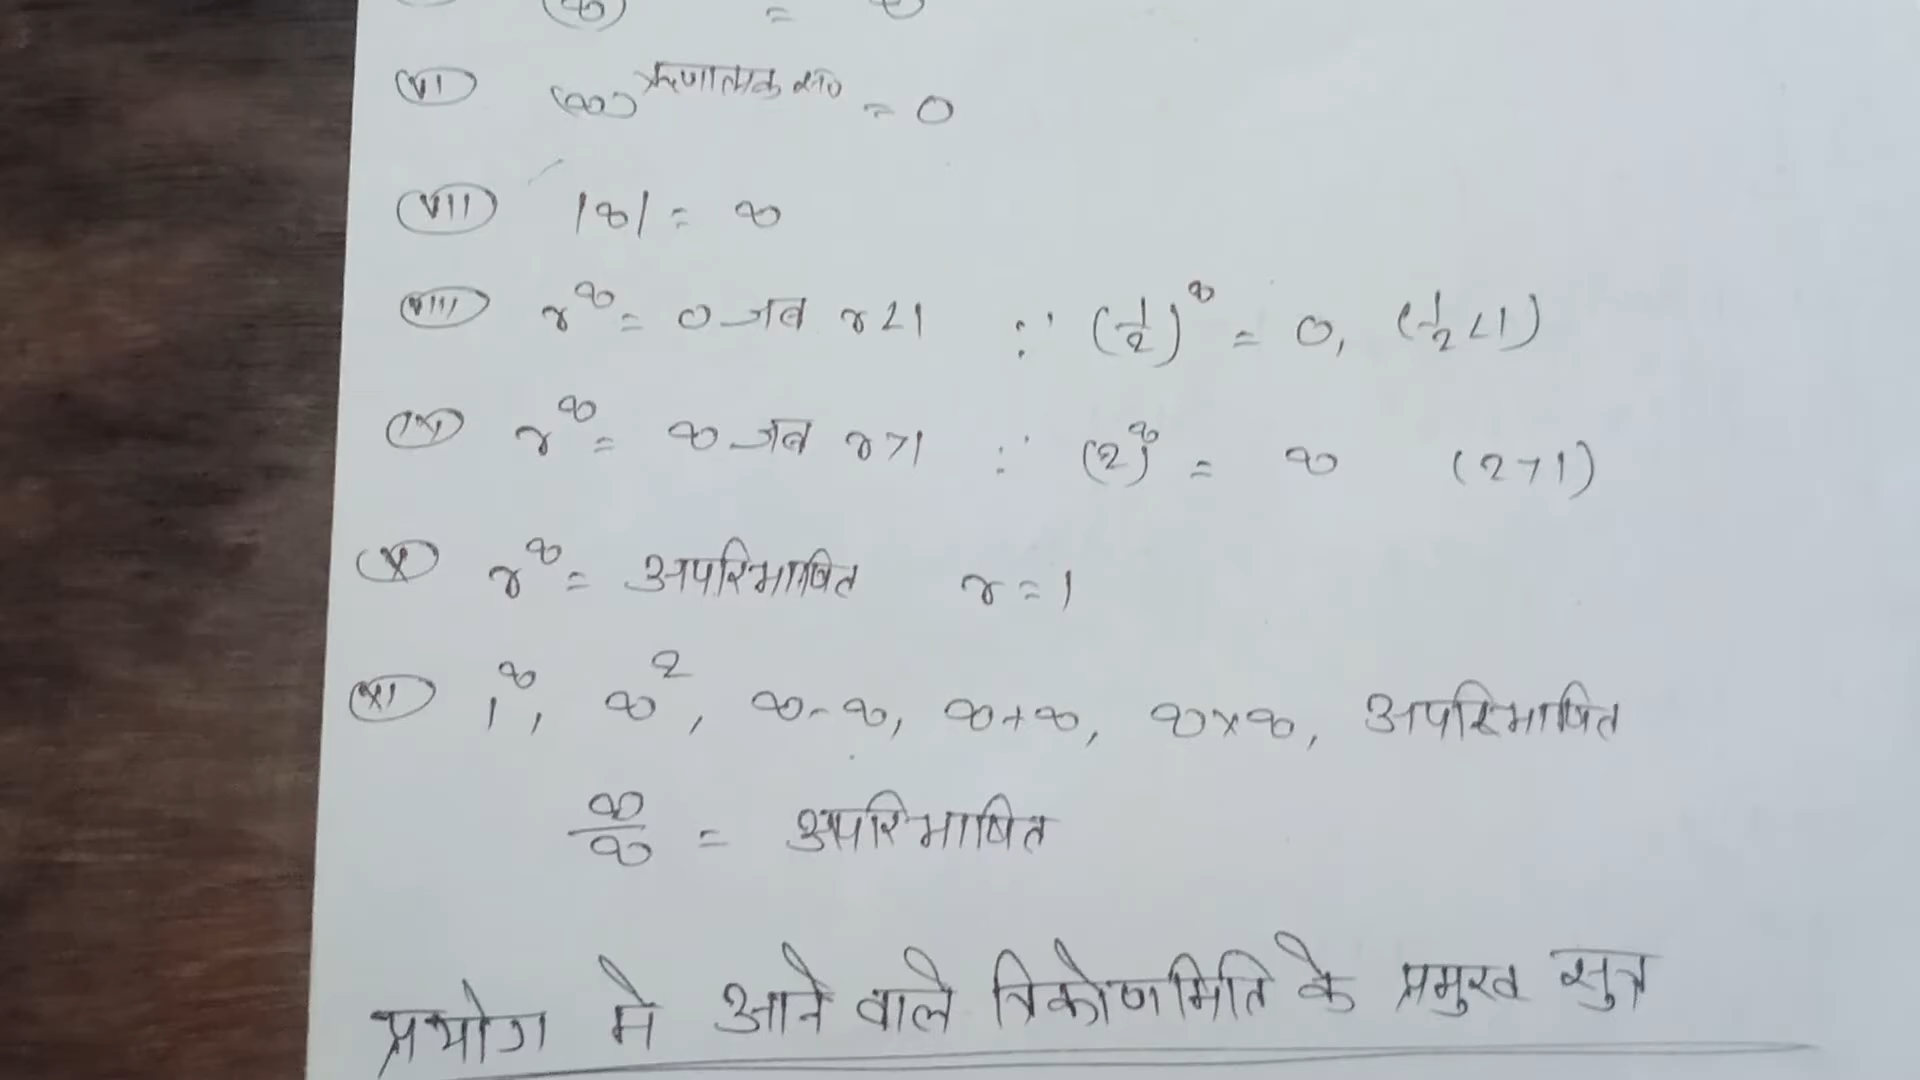 (∞) = ∞
(VI) (∞)^ऋणात्मक सं० = 0
(VII) |∞| = ∞
(VIII) r^∞ = 0 जब r<1 ∵ (1/2)^∞ = 0, (1/2<1)
(IX) r^∞ = ∞ जब r>1 ∵ (2)^∞ = ∞ (2>1)
(X) r^∞ = अपरिभाषित r=1
(XI) 1^∞, ∞^2, ∞-∞, ∞+∞, ∞×∞, अपरिभाषित
∞/∞ = अपरिभाषित
प्रयोग मे आने वाले त्रिकोणमिति के प्रमुख सुत्र